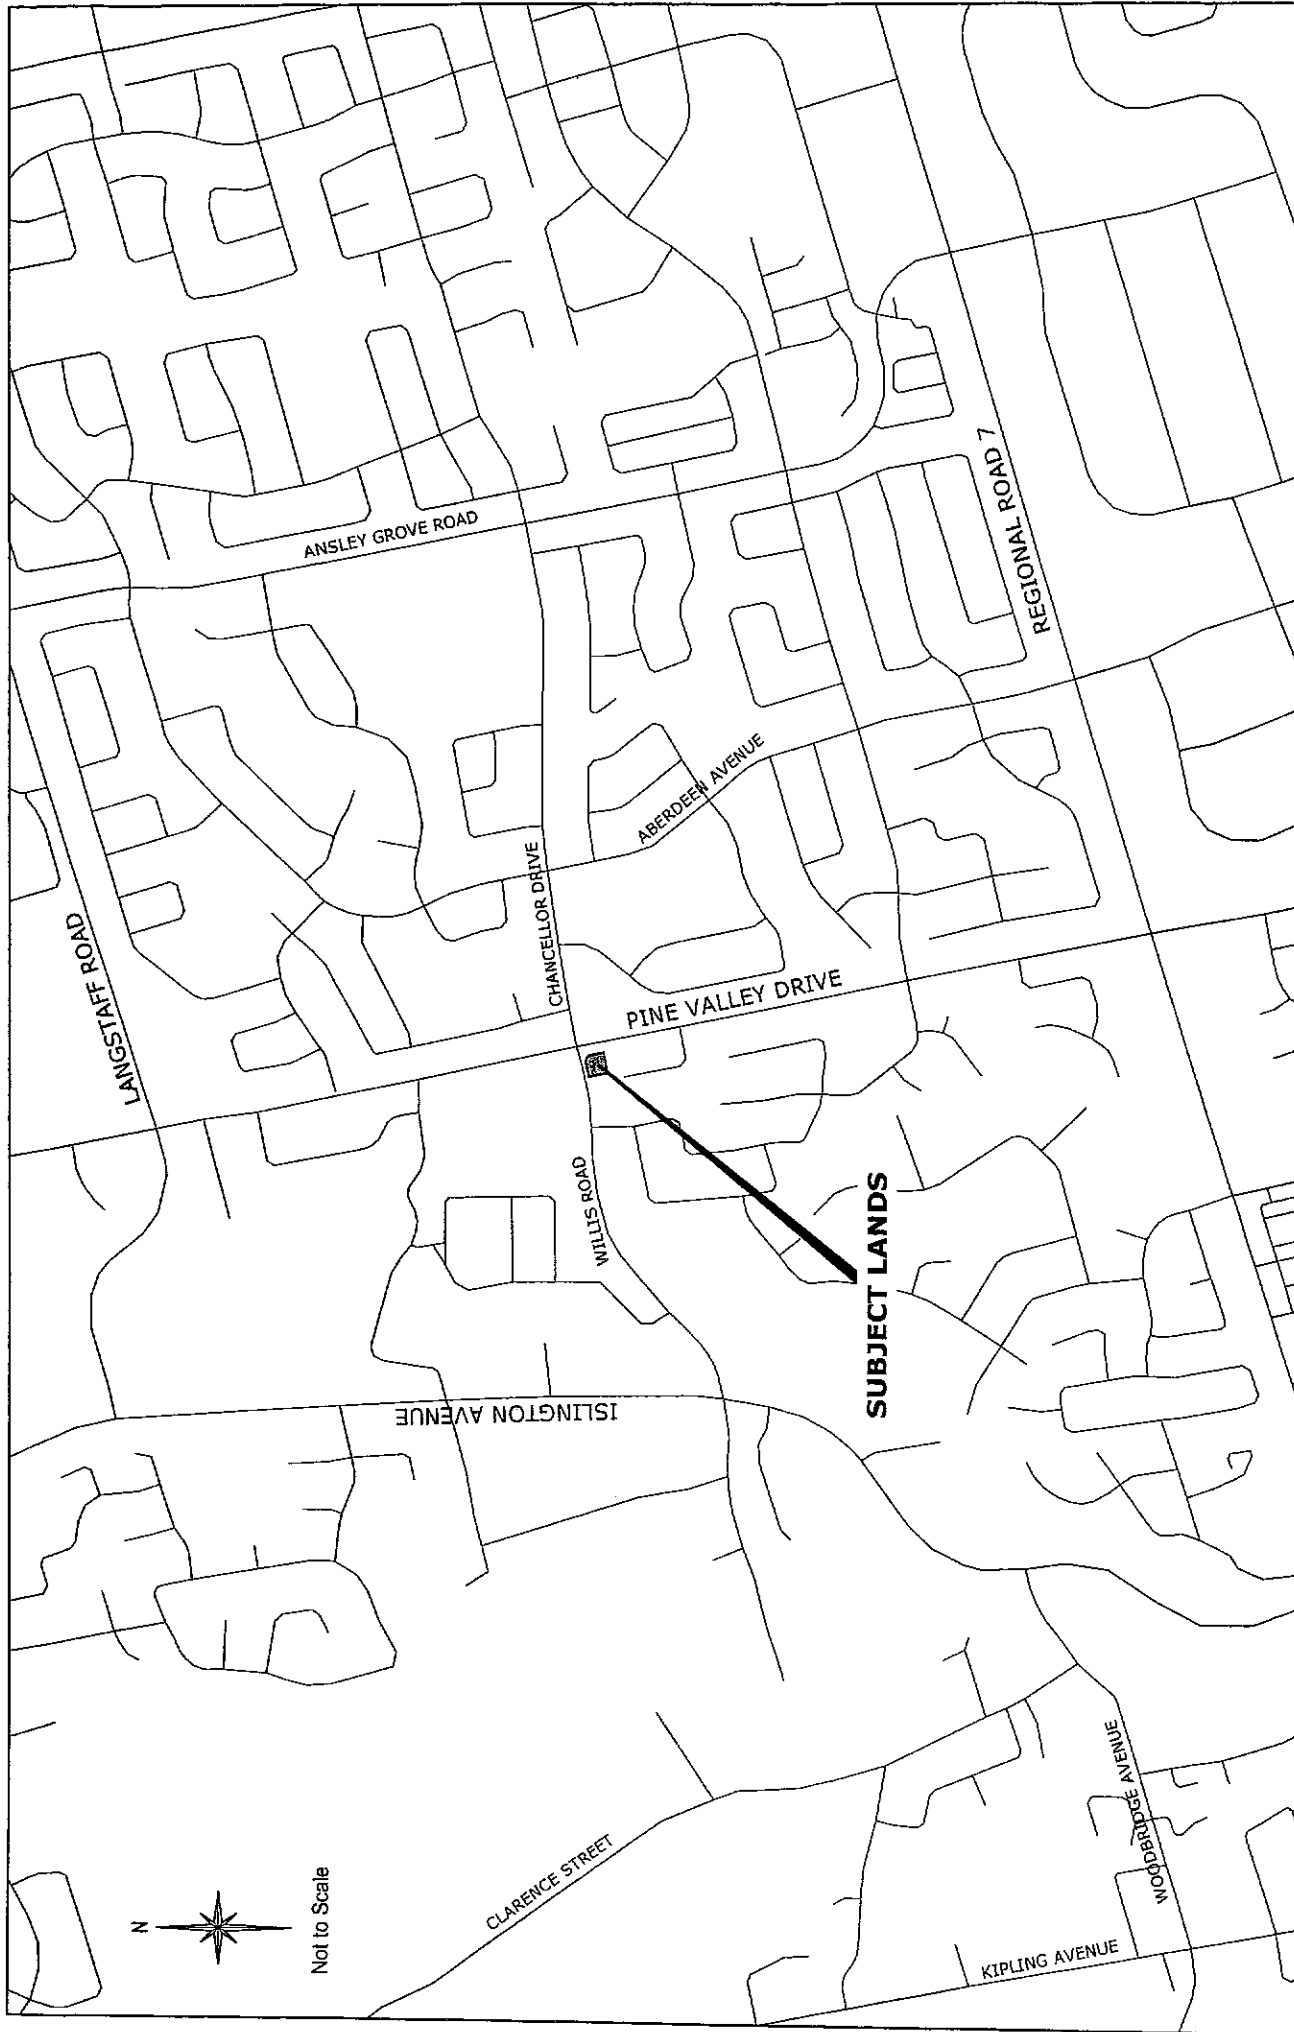 LANGSTAFF ROAD
ANSLEY GROVE ROAD
REGIONAL ROAD 7
CHANCELLOR DRIVE
ABERDEEN AVENUE
PINE VALLEY DRIVE
WILLIS ROAD
SUBJECT LANDS
ISLINGTON AVENUE
CLARENCE STREET
WOODBRIDGE AVENUE
KIPLING AVENUE
N
Not to Scale